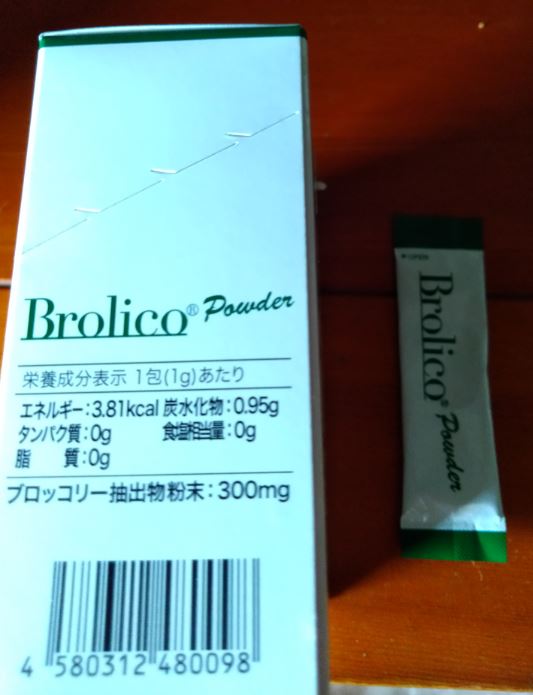 Brolico® Powder
栄養成分表示 1包(1g)あたり
エネルギー:3.81kcal 炭水化物:0.95g
タンパク質:0g 食塩相当量:0g
脂 質:0g
ブロッコリー抽出物粉末:300mg
4 580312 480098
OPEN
Brolico® Powder